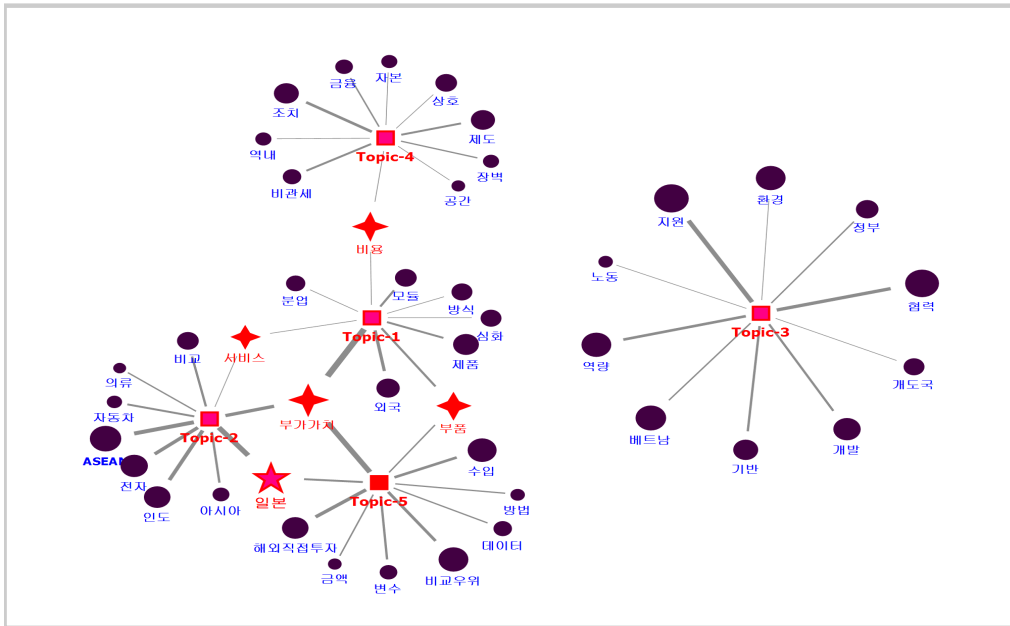 금융
자본
상호
조치
제도
역내
Topic-4
장벽
비관세
공간
비용
분업
모듈
방식
심화
Topic-1
제품
외국
서비스
비교
의류
자동차
부가가치
부품
Topic-2
ASEAN
전자
인도
아시아
일본
Topic-5
수입
방법
데이터
해외직접투자
금액
변수
비교우위
지원
환경
정부
노동
협력
Topic-3
역량
개도국
베트남
기반
개발